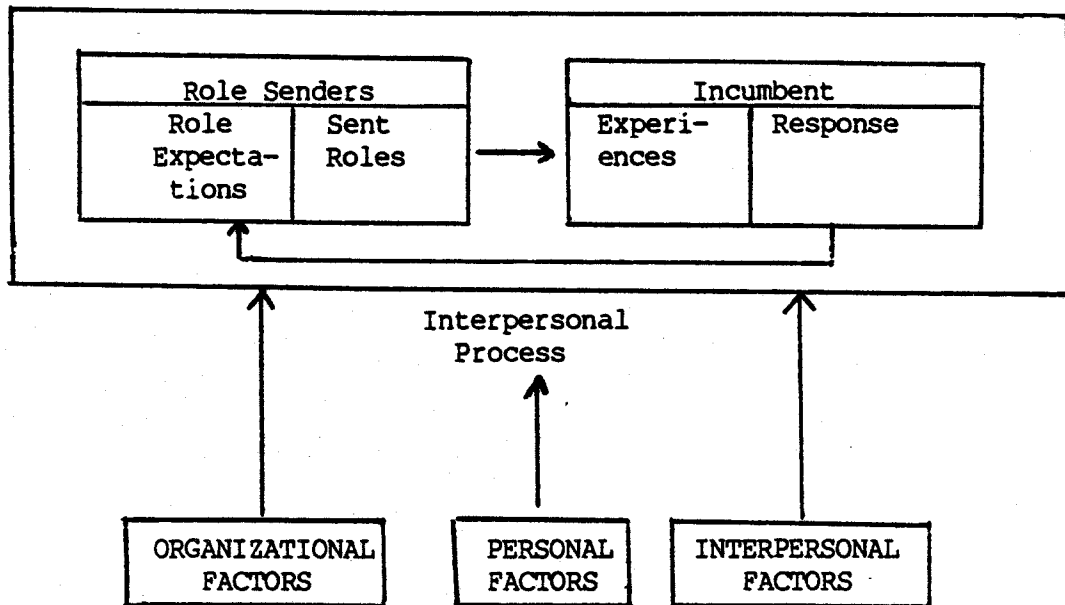 Role Senders
Role
Expecta-
tions
Sent
Roles
Incumbent
Experi-
ences
Response
Interpersonal
Process
ORGANIZATIONAL
FACTORS
PERSONAL
FACTORS
INTERPERSONAL
FACTORS